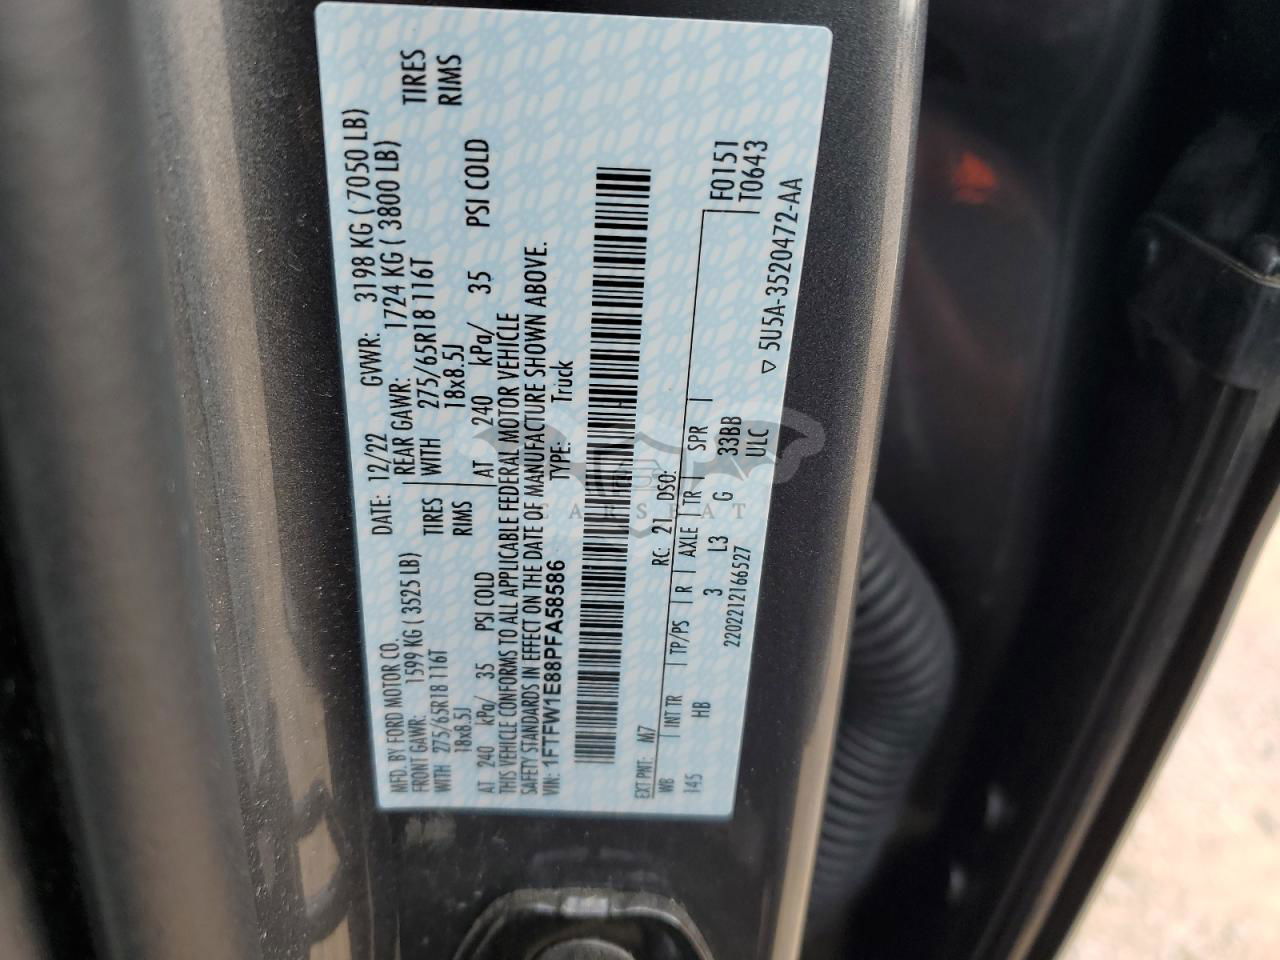 MFD. BY FORD MOTOR CO.
DATE: 12/22 GVWR: 3198 KG ( 7050 LB)
FRONT GAWR: 1599 KG ( 3525 LB)
REAR GAWR: 1724 KG ( 3800 LB)
WITH 275/65R18 116T TIRES
WITH 275/65R18 116T TIRES
18x8.5J RIMS
18x8.5J RIMS
AT 240 kPa/ 35 PSI COLD
AT 240 kPa/ 35 PSI COLD
THIS VEHICLE CONFORMS TO ALL APPLICABLE FEDERAL MOTOR VEHICLE
SAFETY STANDARDS IN EFFECT ON THE DATE OF MANUFACTURE SHOWN ABOVE.
VIN: 1FTFW1E88PFA58586
TYPE: Truck
EXT PNT: M7 RC: 21 DSO:
WB INT TR TP/PS R AXLE TR SPR
145 HB 3 L3 G 33BB
F0151
T0643
2202212166527 ULC
▽ 5U5A-3520472-AA
CARSBAT